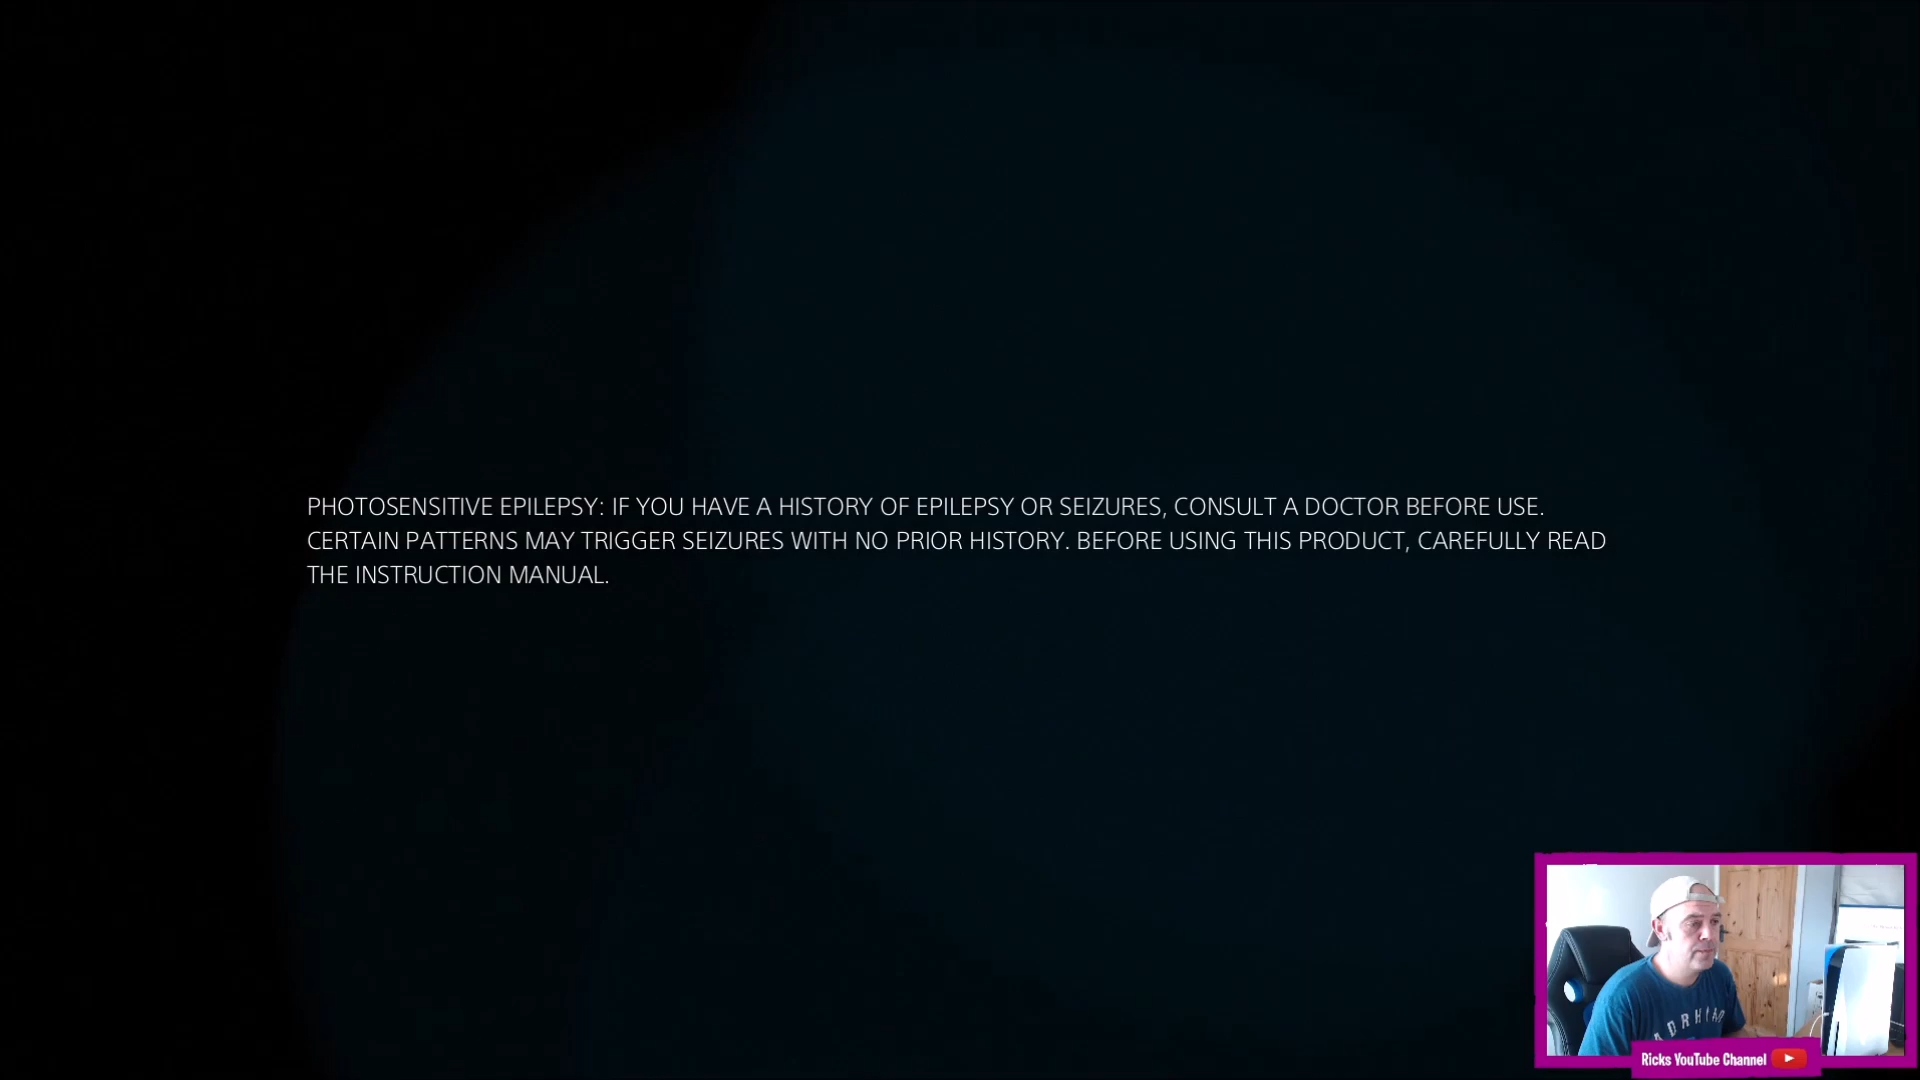 PHOTOSENSITIVE EPILEPSY: IF YOU HAVE A HISTORY OF EPILEPSY OR SEIZURES, CONSULT A DOCTOR BEFORE USE.
CERTAIN PATTERNS MAY TRIGGER SEIZURES WITH NO PRIOR HISTORY. BEFORE USING THIS PRODUCT, CAREFULLY READ
THE INSTRUCTION MANUAL.
Ricks YouTube Channel